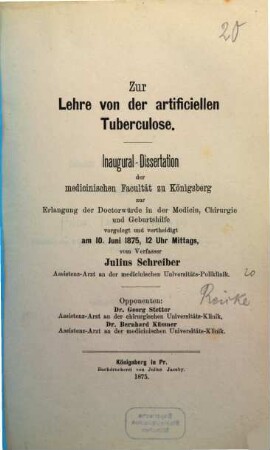 20
Zur
Lehre von der artificiellen
Tuberculose.
Inaugural-Dissertation
der
medicinischen Facultät zu Königsberg
zur
Erlangung der Doctorwürde in der Medicin, Chirurgie
und Geburtshilfe
vorgelegt und vertheidigt
am 10. Juni 1875, 12 Uhr Mittags,
vom Verfasser
Julius Schreiber
Assistenz-Arzt an der medicinischen Universitäts-Poliklinik.
20
Opponenten:
Dr. Georg Stetter
Assistenz-Arzt an der chirurgischen Universitäts-Klinik.
Dr. Bernhard Küssner
Assistenz-Arzt an der medicinischen Universitäts-Klinik.
Königsberg in Pr.
Buchdruckerei von Julius Jacoby.
1875.